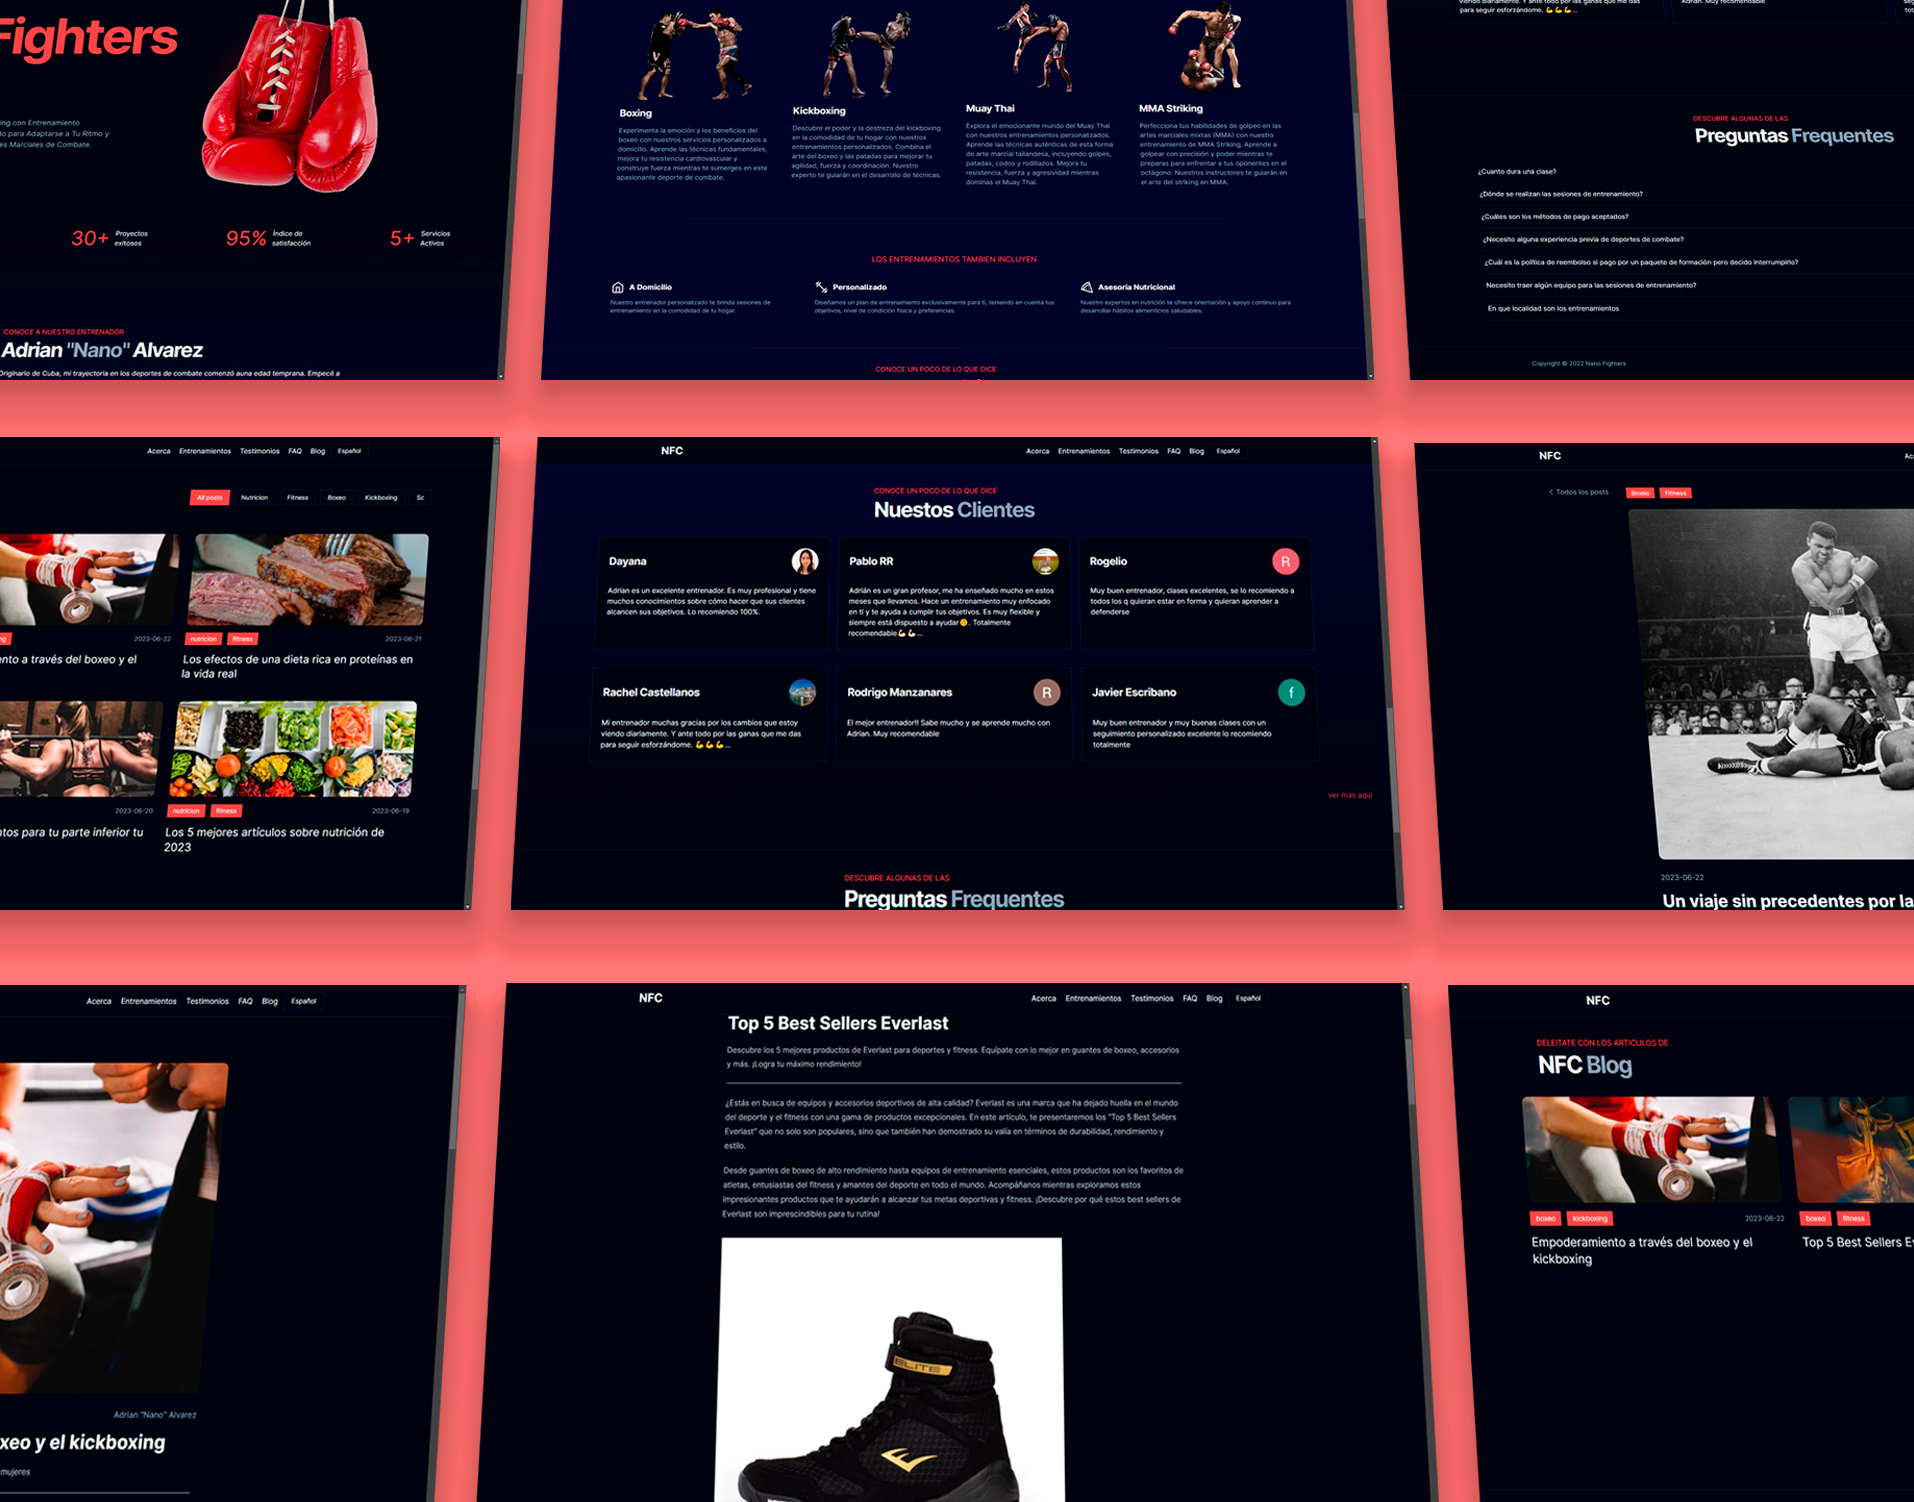 Fighters
ing con Entrenamiento
do para Adaptarse a Tu Ritmo y
es Marciales de Combate.
30+ Proyectos exitosos
95% Índice de satisfacción
5+ Servicios Activos
CONOCE A NUESTRO ENTRENADOR
Adrian "Nano" Alvarez
Originario de Cuba, mi trayectoria en los deportes de combate comenzó auna edad temprana. Empecé a
Boxing
Experimenta la emoción y los beneficios del
boxeo con nuestros servicios personalizados a
domicilio. Aprende las técnicas fundamentales,
mejora tu resistencia cardiovascular y
construye fuerza mientras te sumerges en este
apasionante deporte de combate.
Kickboxing
Descubre el poder y la destreza del kickboxing
en la comodidad de tu hogar con nuestros
entrenamientos personalizados. Combina el
arte del boxeo y las patadas para mejorar tu
agilidad, fuerza y coordinación. Nuestro
experto te guiarán en el desarrollo de técnicas.
Muay Thai
Explora el emocionante mundo del Muay Thai
con nuestros entrenamientos personalizados.
Aprende las técnicas auténticas de esta forma
de arte marcial tailandesa, incluyendo golpes,
patadas, codos y rodillazos. Mejora tu
resistencia, fuerza y agresividad mientras
dominas el Muay Thai.
MMA Striking
Perfecciona tus habilidades de golpeo en las
artes marciales mixtas (MMA) con nuestro
entrenamiento de MMA Striking. Aprende a
golpear con precisión y poder mientras te
preparas para enfrentar a tus oponentes en el
octágono. Nuestros instructores te guiarán en
el arte del striking en MMA.
LOS ENTRENAMIENTOS TAMBIEN INCLUYEN
A Domicilio
Nuestro entrenador personalizado te brinda sesiones de
entrenamiento en la comodidad de tu hogar.
Personalizado
Diseñamos un plan de entrenamiento exclusivamente para ti, teniendo en cuenta tus
objetivos, nivel de condición física y preferencias.
Asesoría Nutricional
Nuestro expertos en nutrición te ofrece orientación y apoyo continuo para
desarrollar hábitos alimenticios saludables.
CONOCE UN POCO DE LO QUE DICE
viendo diariamente. Y ante todo por las ganas que me das
para seguir esforzándome. 💪💪💪...
Adrian. Muy recomendable
DESCUBRE ALGUNAS DE LAS
Preguntas Frequentes
¿Cuanto dura una clase?
¿Dónde se realizan las sesiones de entrenamiento?
¿Cuáles son los métodos de pago aceptados?
¿Necesito alguna experiencia previa de deportes de combate?
¿Cuál es la política de reembolso si pago por un paquete de formación pero decido interrumpirlo?
Necesito traer algún equipo para las sesiones de entrenamiento?
En que localidad son los entrenamientos
Copyright © 2022 Nano Fighters
Acerca Entrenamientos Testimonios FAQ Blog Español
All posts Nutricion Fitness Boxeo Kickboxing Sc
ng 2023-06-22
nto a través del boxeo y el
nutricion fitness 2023-06-21
Los efectos de una dieta rica en proteínas en
la vida real
2023-06-20
ntos para tu parte inferior tu
nutricion fitness 2023-06-19
Los 5 mejores artículos sobre nutrición de
2023
NFC Acerca Entrenamientos Testimonios FAQ Blog Español
CONOCE UN POCO DE LO QUE DICE
Nuestos Clientes
Dayana
Adrian es un excelente entrenador. Es muy profesional y tiene
muchos conocimientos sobre cómo hacer que sus clientes
alcancen sus objetivos. Lo recomiendo 100%.
Pablo RR
Adrián es un gran profesor, me ha enseñado mucho en estos
meses que llevamos. Hace un entrenamiento muy enfocado
en ti y te ayuda a cumplir tus objetivos. Es muy flexible y
siempre está dispuesto a ayudar. Totalmente
recomendable💪💪...
Rogelio R
Muy buen entrenador, clases excelentes, se lo recomiendo a
todos los q quieran estar en forma y quieran aprender a
defenderse
Rachel Castellanos
Mi entrenador muchas gracias por los cambios que estoy
viendo diariamente. Y ante todo por las ganas que me das
para seguir esforzándome. 💪💪💪...
Rodrigo Manzanares R
El mejor entrenador!! Sabe mucho y se aprende mucho con
Adrian. Muy recomendable
Javier Escribano f
Muy buen entrenador y muy buenas clases con un
seguimiento personalizado excelente lo recomiendo
totalmente
ver mas aqui
DESCUBRE ALGUNAS DE LAS
Preguntas Frequentes
NFC Ac
Todos los posts Boxeo Fitness
2023-06-22
Un viaje sin precedentes por la
Acerca Entrenamientos Testimonios FAQ Blog Español
Adrian "Nano" Alvarez
xeo y el kickboxing
mujeres
NFC Acerca Entrenamientos Testimonios FAQ Blog Español
Top 5 Best Sellers Everlast
Descubre los 5 mejores productos de Everlast para deportes y fitness. Equípate con lo mejor en guantes de boxeo, accesorios
y más. ¡Logra tu máximo rendimiento!
¿Estás en busca de equipos y accesorios deportivos de alta calidad? Everlast es una marca que ha dejado huella en el mundo
del deporte y el fitness con una gama de productos excepcionales. En este artículo, te presentaremos los "Top 5 Best Sellers
Everlast" que no solo son populares, sino que también han demostrado su valía en términos de durabilidad, rendimiento y
estilo.
Desde guantes de boxeo de alto rendimiento hasta equipos de entrenamiento esenciales, estos productos son los favoritos de
atletas, entusiastas del fitness y amantes del deporte en todo el mundo. Acompáñanos mientras exploramos estos
impresionantes productos que te ayudarán a alcanzar tus metas deportivas y fitness. ¡Descubre por qué estos best sellers de
Everlast son imprescindibles para tu rutina!
ELITE
NFC
DELEITATE CON LOS ARTICULOS DE
NFC Blog
boxeo kickboxing 2023-06-22
Empoderamiento a través del boxeo y el
kickboxing
boxeo fitness
Top 5 Best Sellers Ev